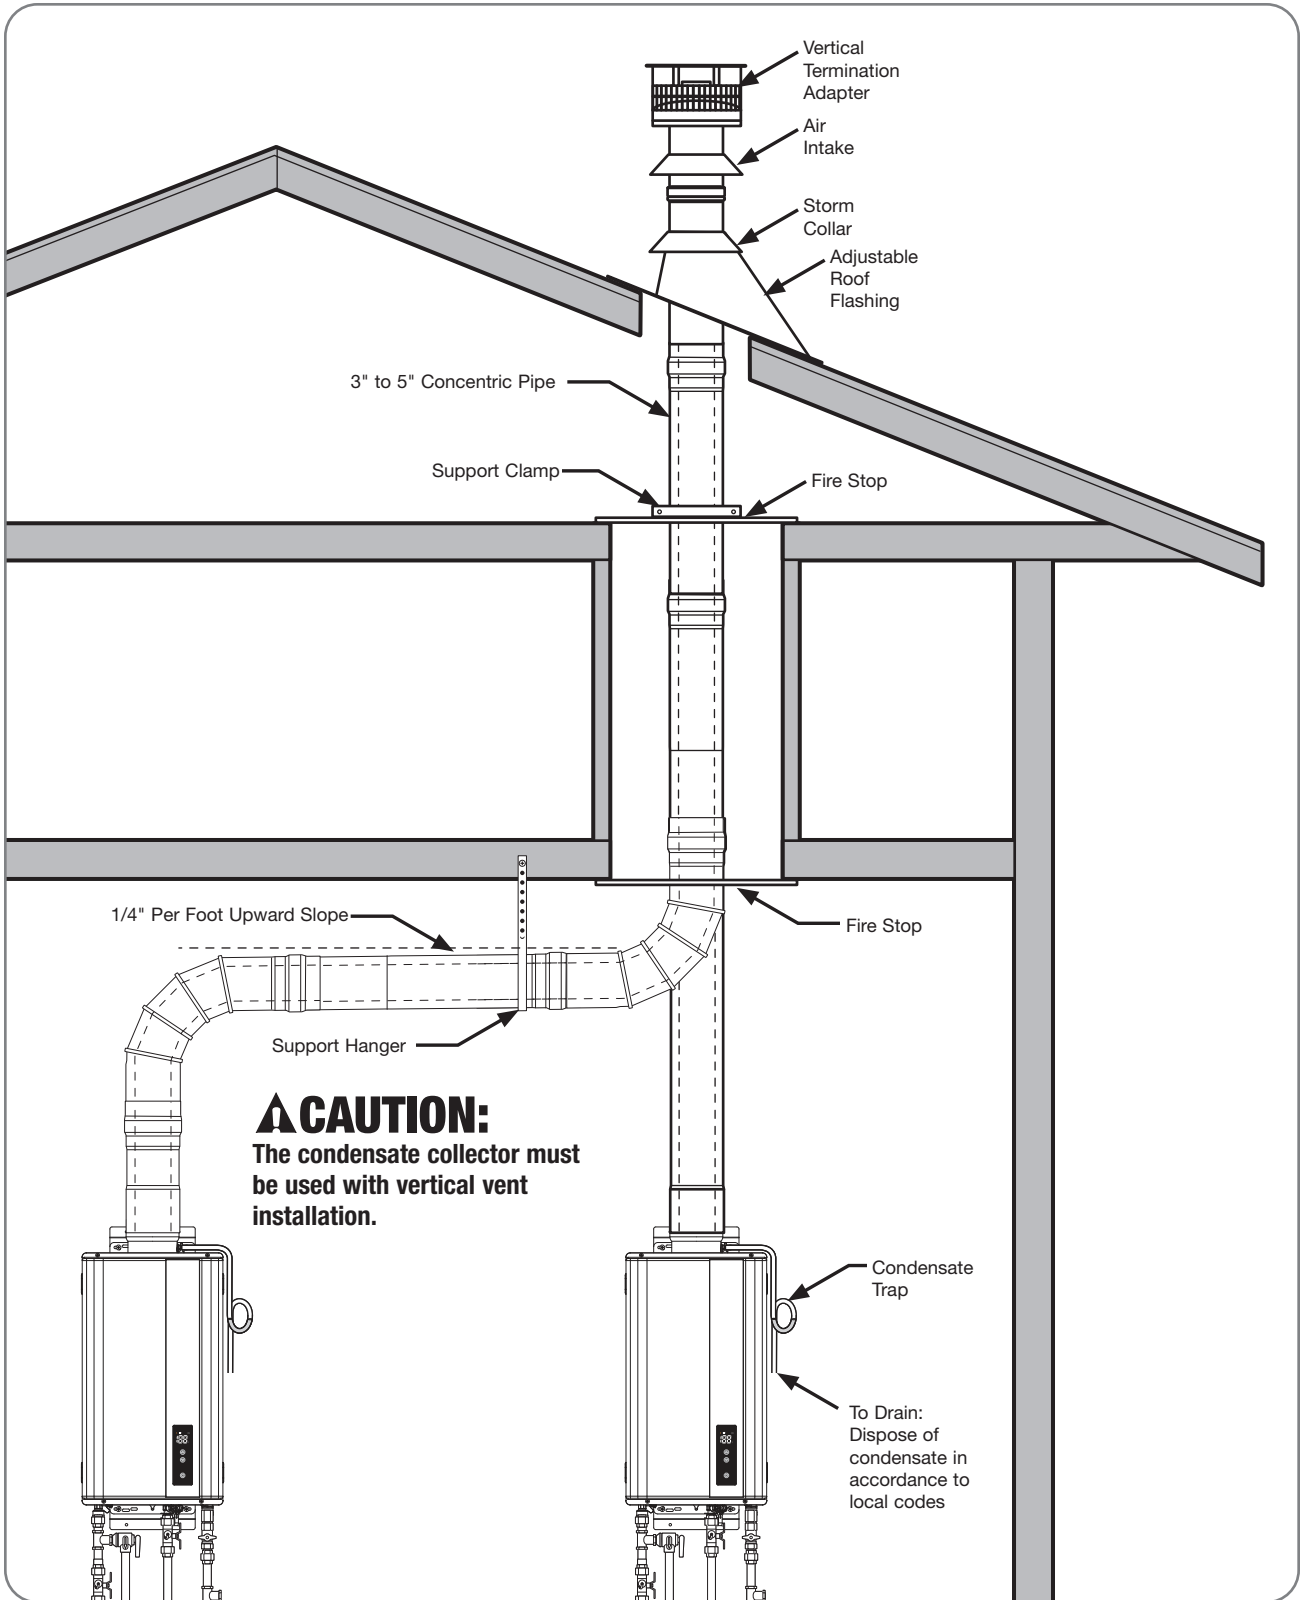 Vertical
Termination
Adapter
Air
Intake
Storm
Collar
Adjustable
Roof
Flashing
3" to 5" Concentric Pipe
Support Clamp
Fire Stop
1/4" Per Foot Upward Slope
Fire Stop
Support Hanger
CAUTION:
The condensate collector must
be used with vertical vent
installation.
Condensate
Trap
To Drain:
Dispose of
condensate in
accordance to
local codes